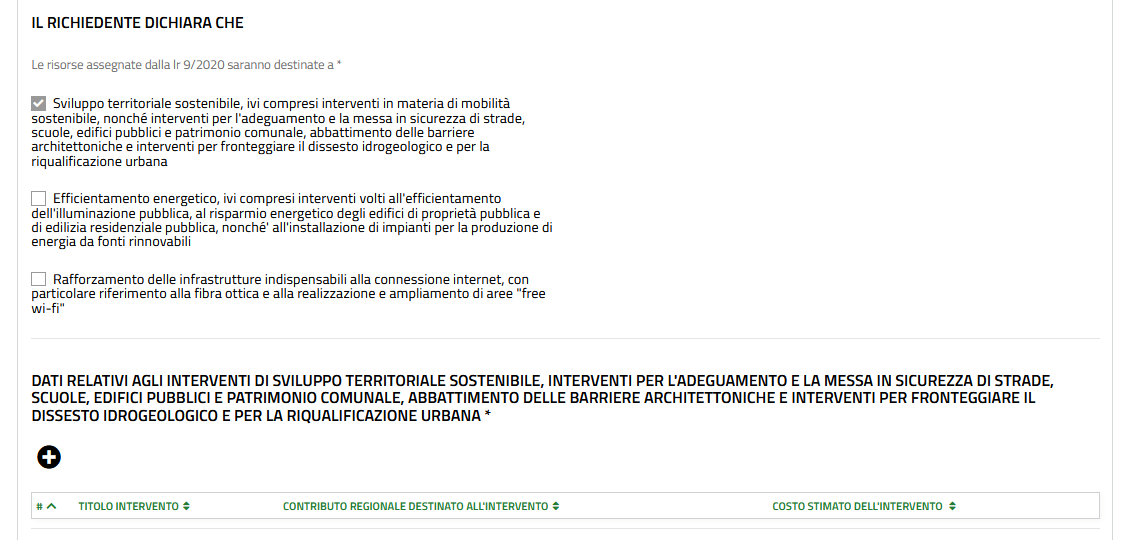 IL RICHIEDENTE DICHIARA CHE
Le risorse assegnate dalla lr 9/2020 saranno destinate a *
Sviluppo territoriale sostenibile, ivi compresi interventi in materia di mobilità
sostenibile, nonché interventi per l'adeguamento e la messa in sicurezza di strade,
scuole, edifici pubblici e patrimonio comunale, abbattimento delle barriere
architettoniche e interventi per fronteggiare il dissesto idrogeologico e per la
riqualificazione urbana
Efficientamento energetico, ivi compresi interventi volti all'efficientamento
dell'illuminazione pubblica, al risparmio energetico degli edifici di proprietà pubblica e
di edilizia residenziale pubblica, nonché' all'installazione di impianti per la produzione di
energia da fonti rinnovabili
Rafforzamento delle infrastrutture indispensabili alla connessione internet, con
particolare riferimento alla fibra ottica e alla realizzazione e ampliamento di aree "free
wi-fi"
DATI RELATIVI AGLI INTERVENTI DI SVILUPPO TERRITORIALE SOSTENIBILE, INTERVENTI PER L'ADEGUAMENTO E LA MESSA IN SICUREZZA DI STRADE,
SCUOLE, EDIFICI PUBBLICI E PATRIMONIO COMUNALE, ABBATTIMENTO DELLE BARRIERE ARCHITETTONICHE E INTERVENTI PER FRONTEGGIARE IL
DISSESTO IDROGEOLOGICO E PER LA RIQUALIFICAZIONE URBANA *
# TITOLO INTERVENTO CONTRIBUTO REGIONALE DESTINATO ALL'INTERVENTO COSTO STIMATO DELL'INTERVENTO